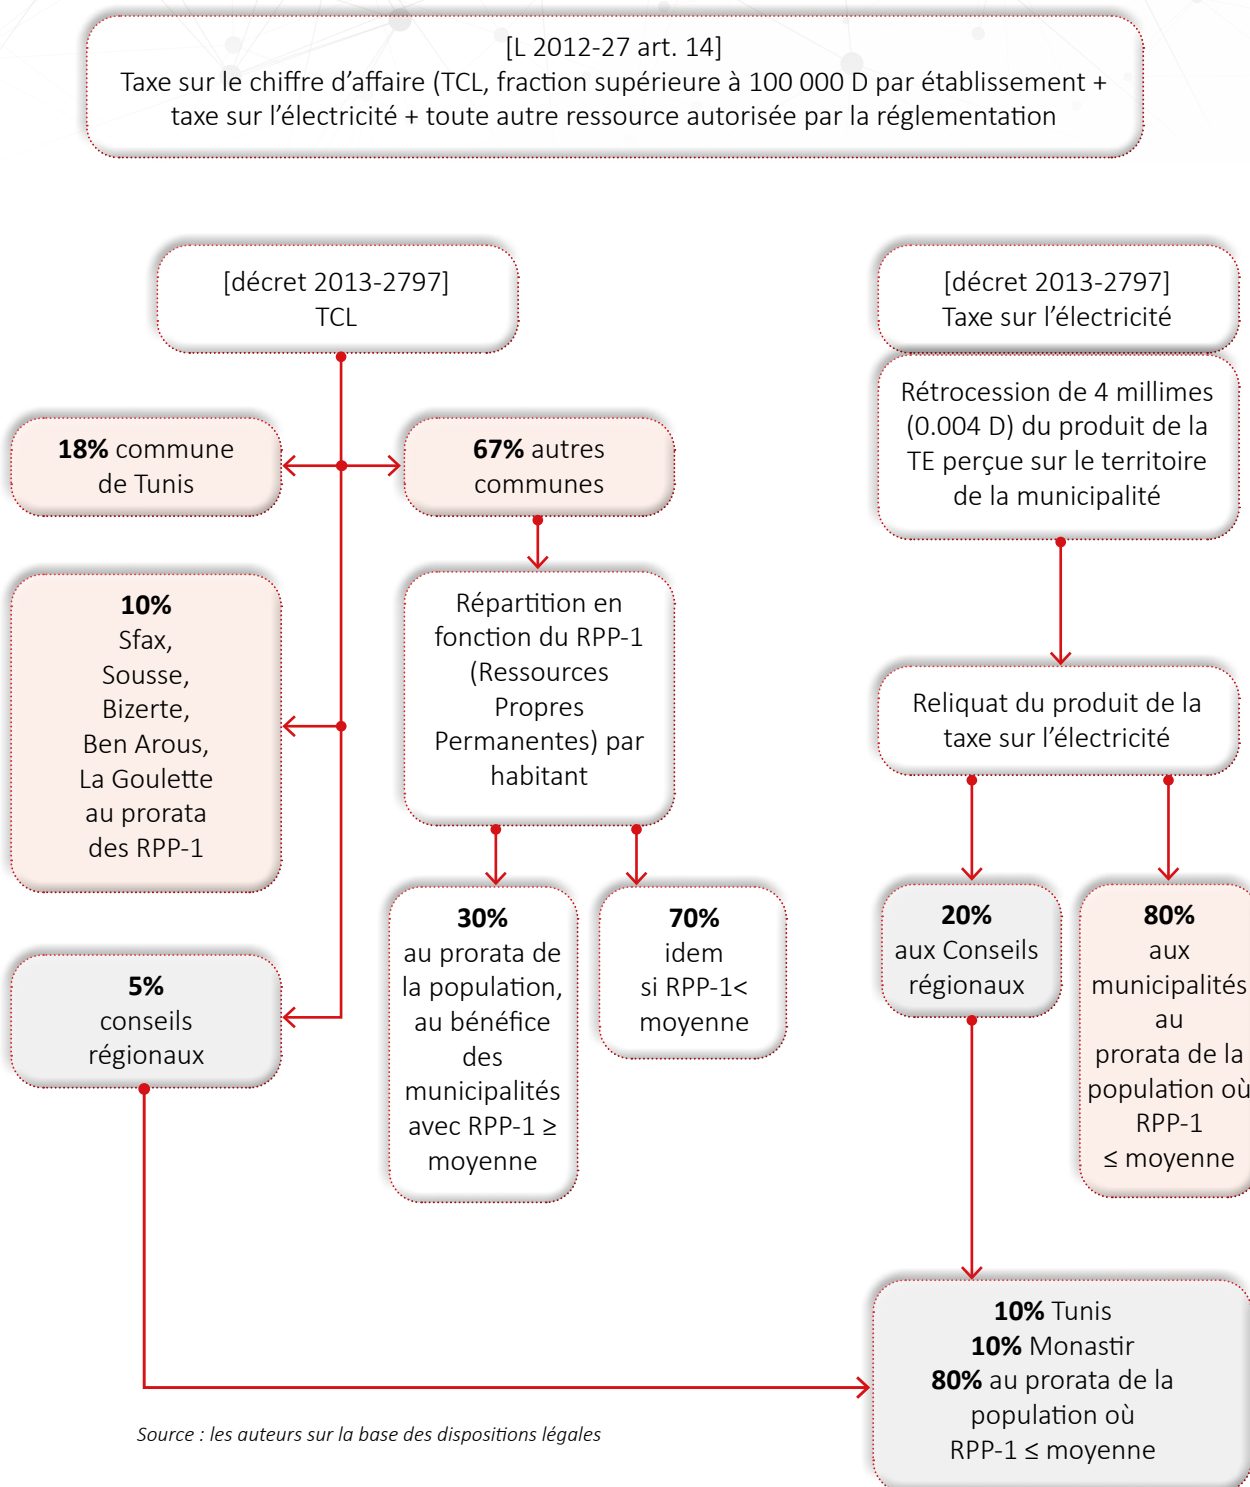 [L 2012-27 art. 14]
Taxe sur le chiffre d’affaire (TCL, fraction supérieure à 100 000 D par établissement +
taxe sur l’électricité + toute autre ressource autorisée par la réglementation
[décret 2013-2797]
TCL
18% commune
de Tunis
67% autres
communes
10%
Sfax,
Sousse,
Bizerte,
Ben Arous,
La Goulette
au prorata
des RPP-1
Répartition en
fonction du RPP-1
(Ressources
Propres
Permanentes) par
habitant
5%
conseils
régionaux
30%
au prorata de
la population,
au bénéfice
des
municipalités
avec RPP-1 ≥
moyenne
70%
idem
si RPP-1<
moyenne
[décret 2013-2797]
Taxe sur l’électricité
Rétrocession de 4 millimes
(0.004 D) du produit de la
TE perçue sur le territoire
de la municipalité
Reliquat du produit de la
taxe sur l’électricité
20%
aux Conseils
régionaux
80%
aux
municipalités
au
prorata de la
population où
RPP-1
≤ moyenne
10% Tunis
10% Monastir
80% au prorata de la
population où
RPP-1 ≤ moyenne
Source : les auteurs sur la base des dispositions légales